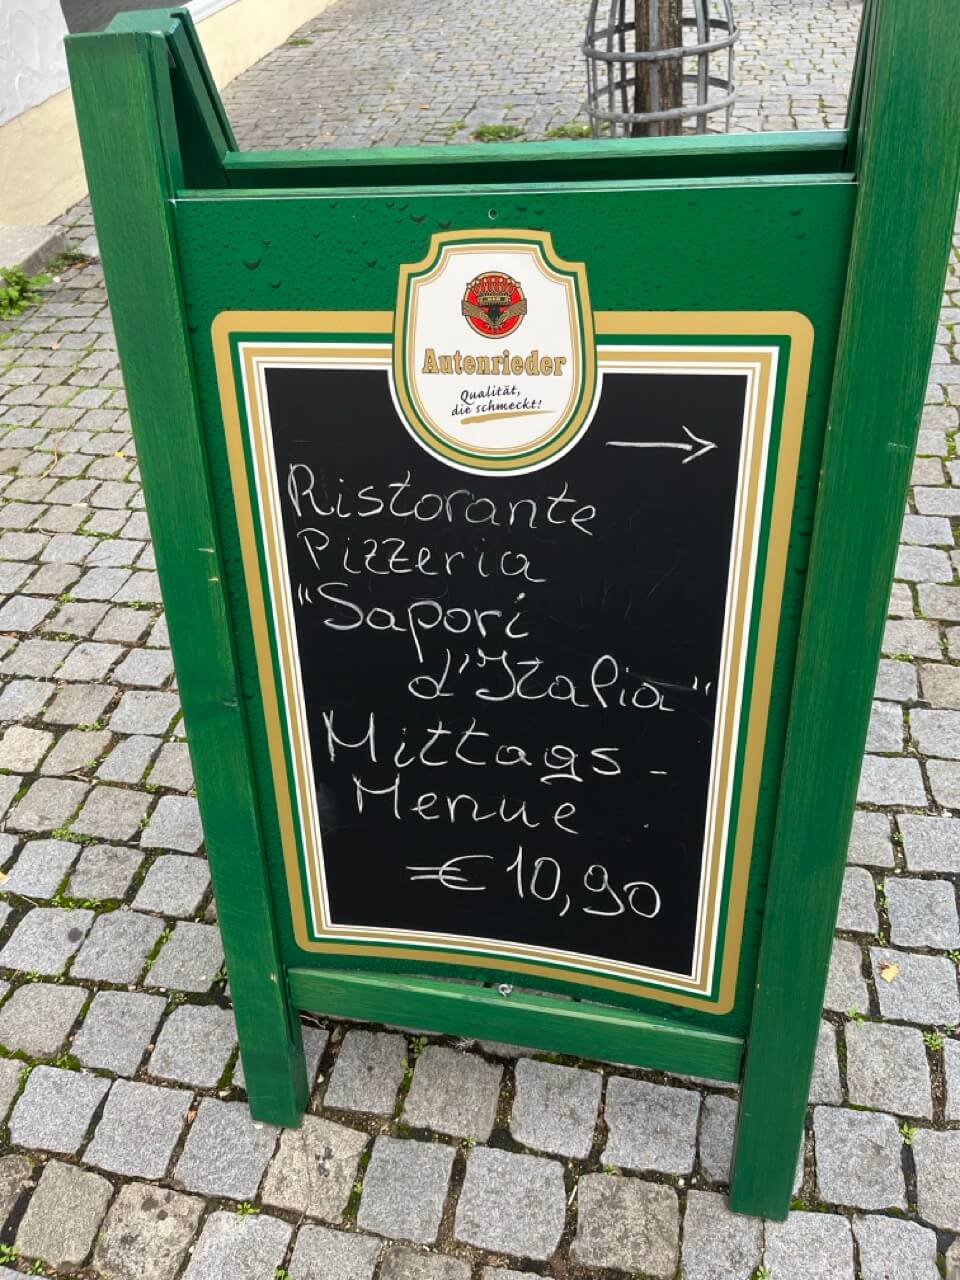 Autenrieder
Qualität,
die schmeckt!
→
Ristorante
Pizzeria
"Sapori
d'Italia"
Mittags-
Menue
€ 10,90